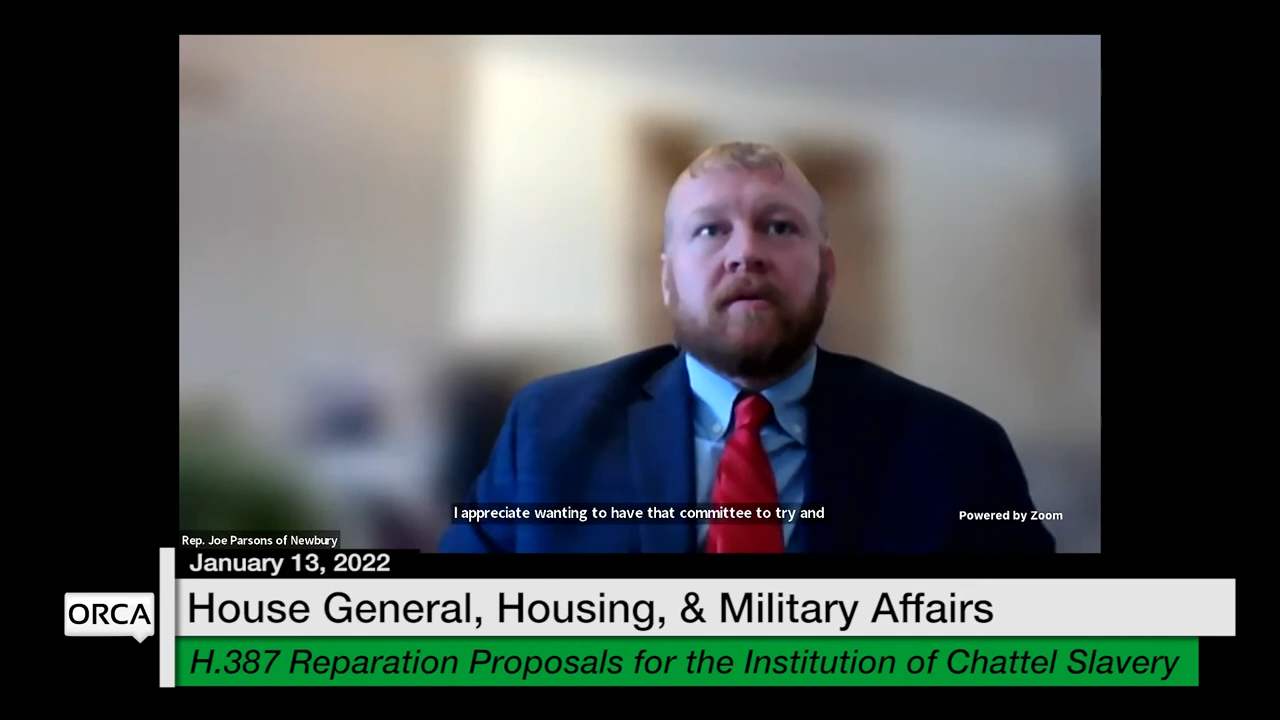 I appreciate wanting to have that committee to try and
Powered by Zoom
Rep. Joe Parsons of Newbury
January 13, 2022
ORCA
House General, Housing, & Military Affairs
H.387 Reparation Proposals for the Institution of Chattel Slavery